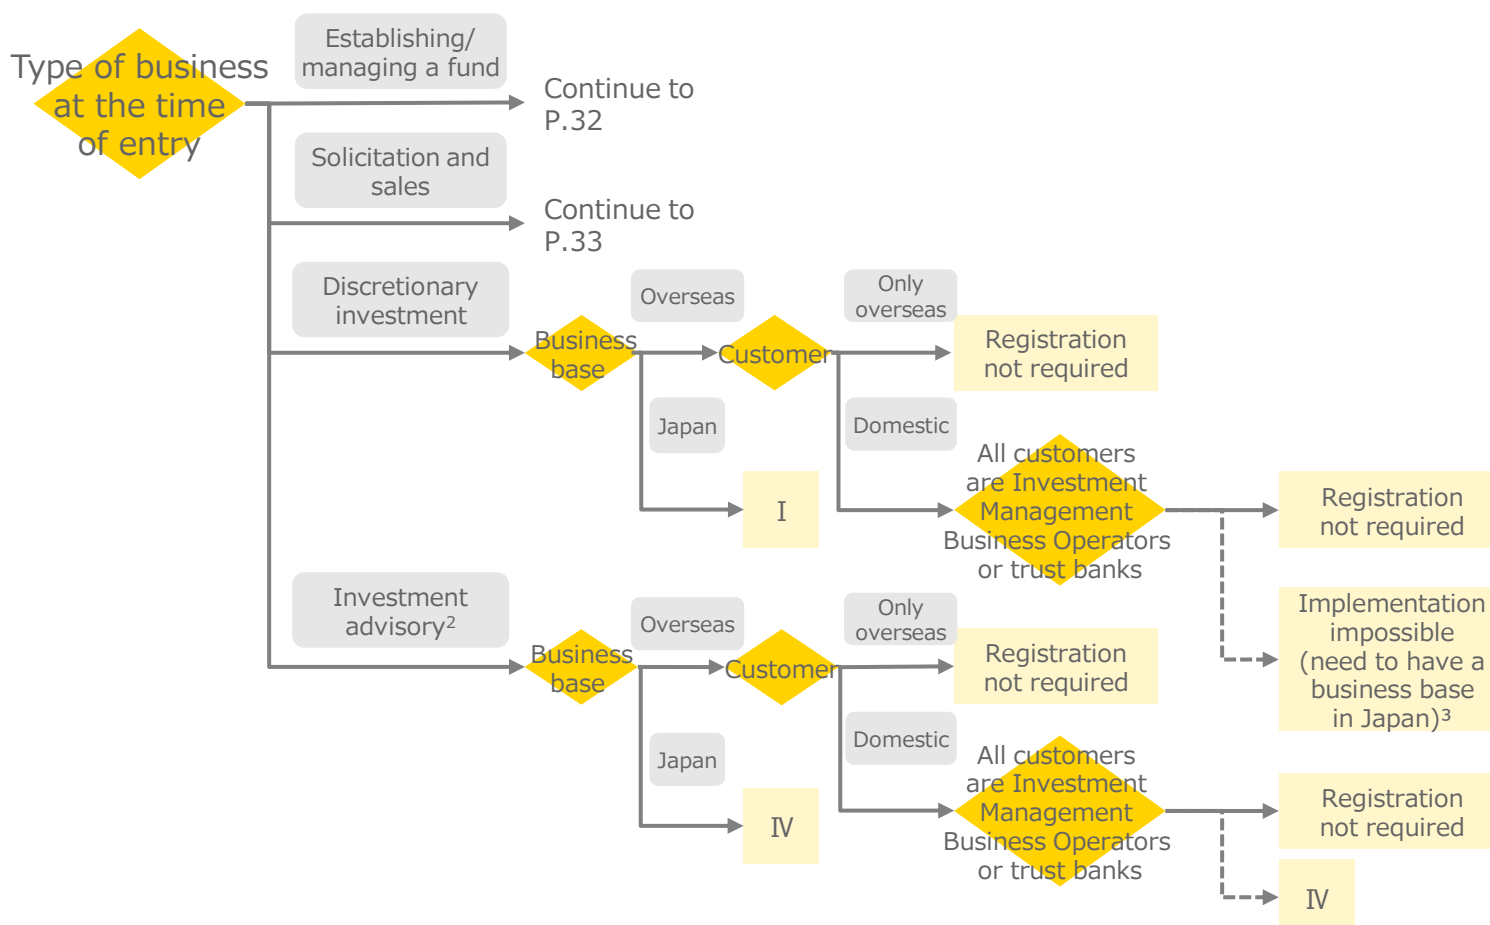 Type of business
at the time
of entry
Establishing/
managing a fund
Continue to
P.32
Solicitation and
sales
Continue to
P.33
Discretionary
investment
Business
base
Overseas
Customer
Only
overseas
Registration
not required
Japan
I
Domestic
All customers
are Investment
Management
Business Operators
or trust banks
Registration
not required
Implementation
impossible
(need to have a
business base
in Japan)³
Investment
advisory²
Business
base
Overseas
Customer
Only
overseas
Registration
not required
Japan
Ⅳ
Domestic
All customers
are Investment
Management
Business Operators
or trust banks
Registration
not required
Ⅳ